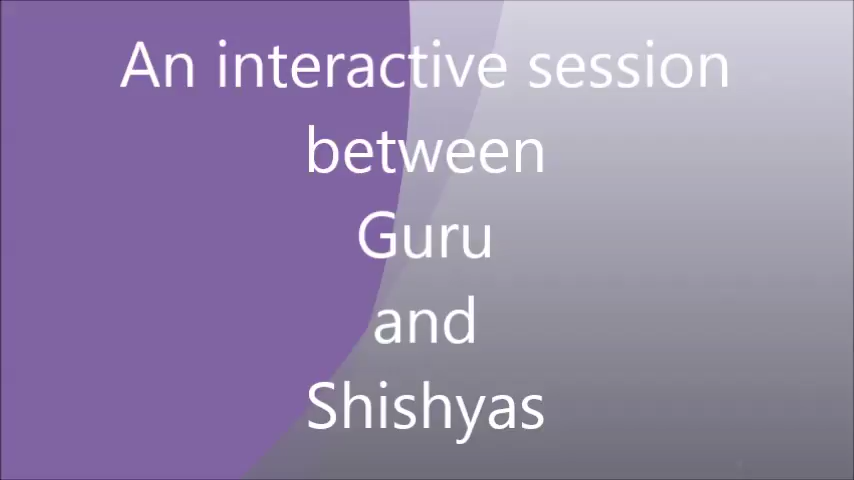 An interactive session
between
Guru
and
Shishyas